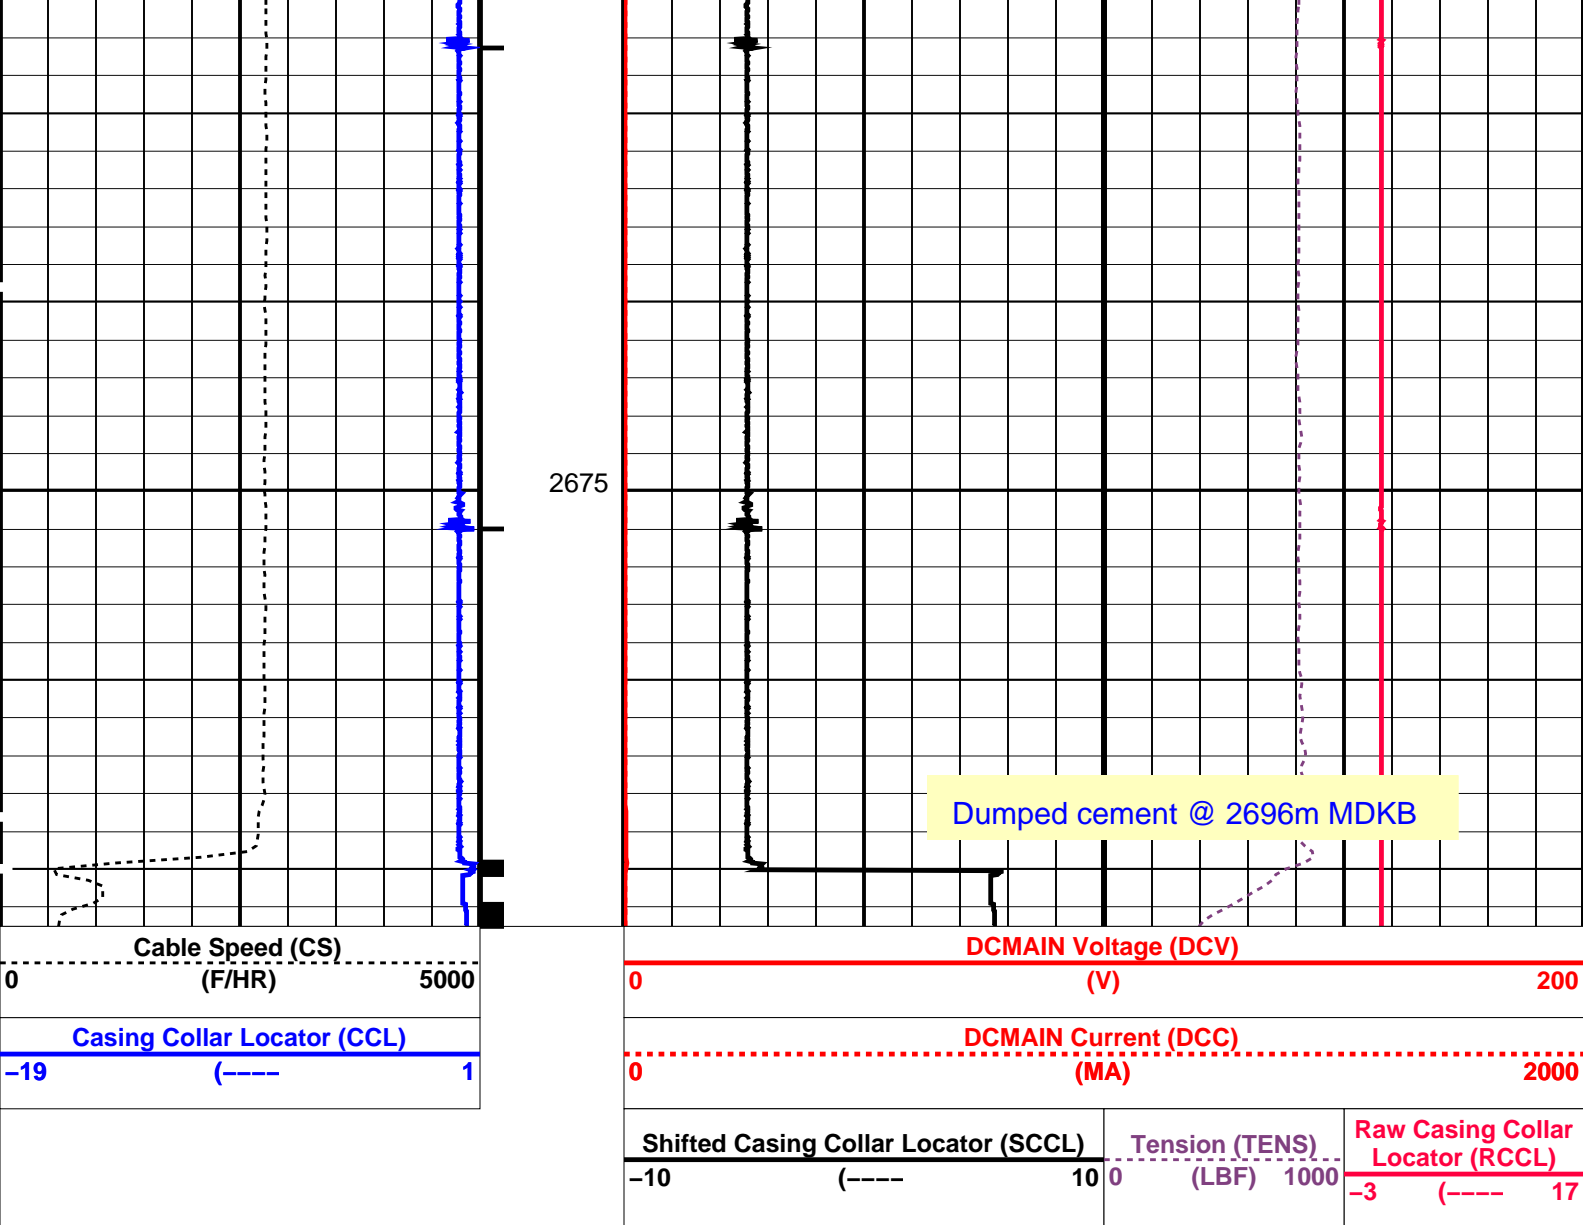 2675
Dumped cement @ 2696m MDKB
Cable Speed (CS)
0 (F/HR) 5000
Casing Collar Locator (CCL)
−19 (−−−− 1
DCMAIN Voltage (DCV)
0 (V) 200
DCMAIN Current (DCC)
0 (MA) 2000
Shifted Casing Collar Locator (SCCL)
−10 (−−−− 10
Tension (TENS)
0 (LBF) 1000
Raw Casing Collar
Locator (RCCL)
−3 (−−−− 17